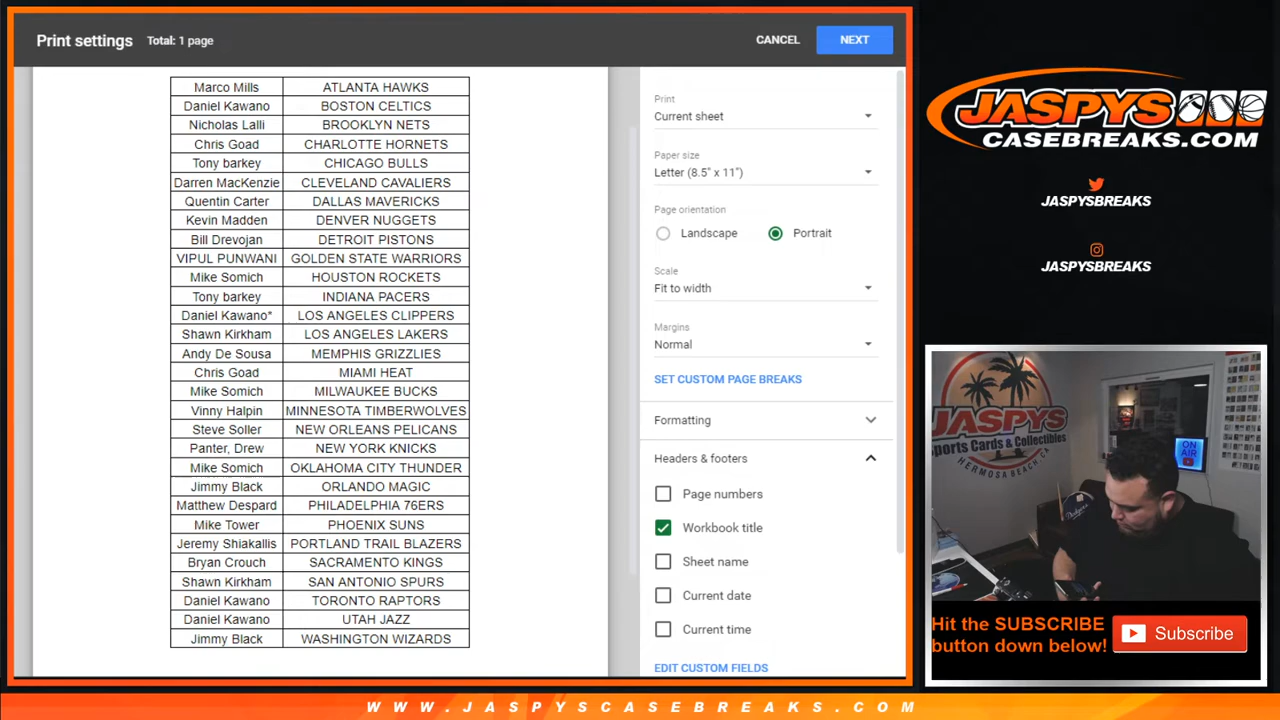 Print settings Total: 1 page CANCEL NEXT
Marco Mills ATLANTA HAWKS
Daniel Kawano BOSTON CELTICS
Nicholas Lalli BROOKLYN NETS
Chris Goad CHARLOTTE HORNETS
Tony barkey CHICAGO BULLS
Darren MacKenzie CLEVELAND CAVALIERS
Quentin Carter DALLAS MAVERICKS
Kevin Madden DENVER NUGGETS
Bill Drevojan DETROIT PISTONS
VIPUL PUNWANI GOLDEN STATE WARRIORS
Mike Somich HOUSTON ROCKETS
Tony barkey INDIANA PACERS
Daniel Kawano* LOS ANGELES CLIPPERS
Shawn Kirkham LOS ANGELES LAKERS
Andy De Sousa MEMPHIS GRIZZLIES
Chris Goad MIAMI HEAT
Mike Somich MILWAUKEE BUCKS
Vinny Halpin MINNESOTA TIMBERWOLVES
Steve Soller NEW ORLEANS PELICANS
Panter, Drew NEW YORK KNICKS
Mike Somich OKLAHOMA CITY THUNDER
Jimmy Black ORLANDO MAGIC
Matthew Despard PHILADELPHIA 76ERS
Mike Tower PHOENIX SUNS
Jeremy Shiakallis PORTLAND TRAIL BLAZERS
Bryan Crouch SACRAMENTO KINGS
Shawn Kirkham SAN ANTONIO SPURS
Daniel Kawano TORONTO RAPTORS
Daniel Kawano UTAH JAZZ
Jimmy Black WASHINGTON WIZARDS
Print
Current sheet
Paper size
Letter (8.5" x 11")
Page orientation
Landscape Portrait
Scale
Fit to width
Margins
Normal
SET CUSTOM PAGE BREAKS
Formatting
Headers & footers
Page numbers
Workbook title
Sheet name
Current date
Current time
EDIT CUSTOM FIELDS
JASPYS
CASEBREAKS.COM
JASPYSBREAKS
JASPYSBREAKS
JASPYS
Sports Cards & Collectibles
HERMOSA BEACH, CA
ON AIR
Dodgers
Hit the SUBSCRIBE
button down below!
Subscribe
WWW.JASPYSCASEBREAKS.COM